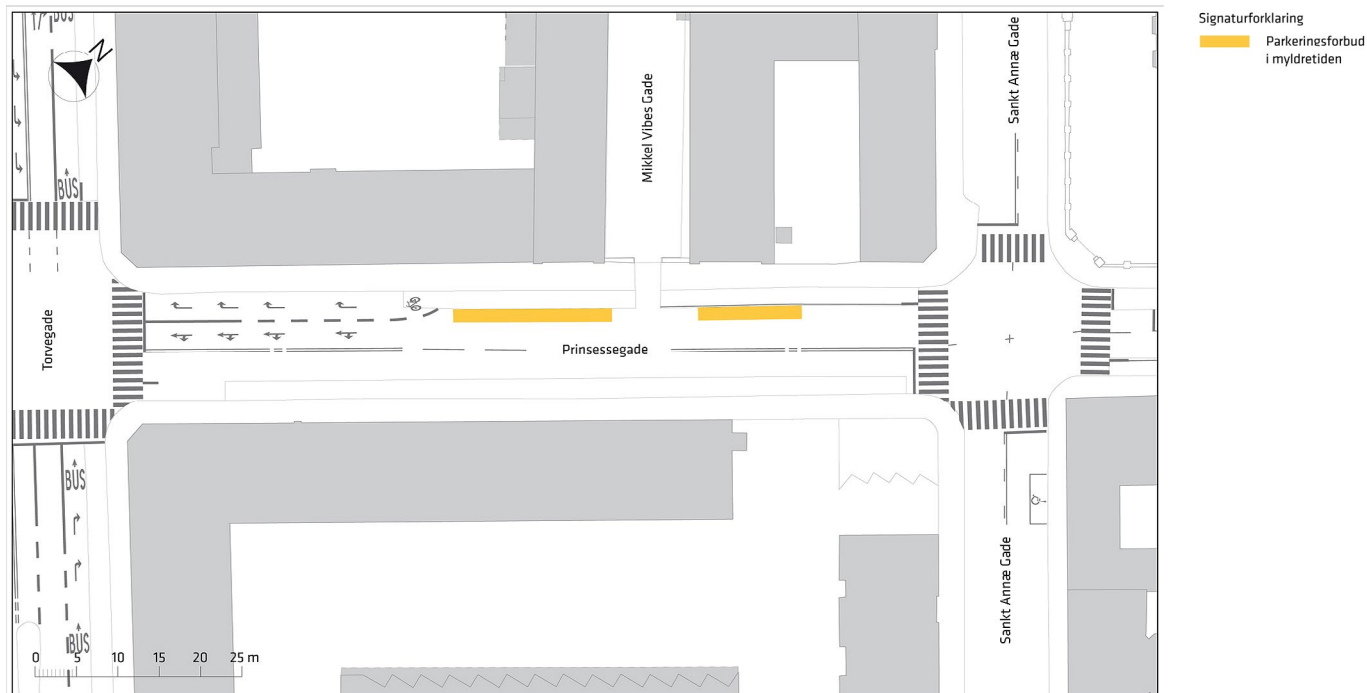 BUS
N
BUS
Torvegade
Mikkel Vibes Gade
Sankt Annæ Gade
Prinsessegade
BUS
BUS
Sankt Annæ Gade
0 5 10 15 20 25 m
Signaturforklaring
Parkeringsforbud
i myldretiden